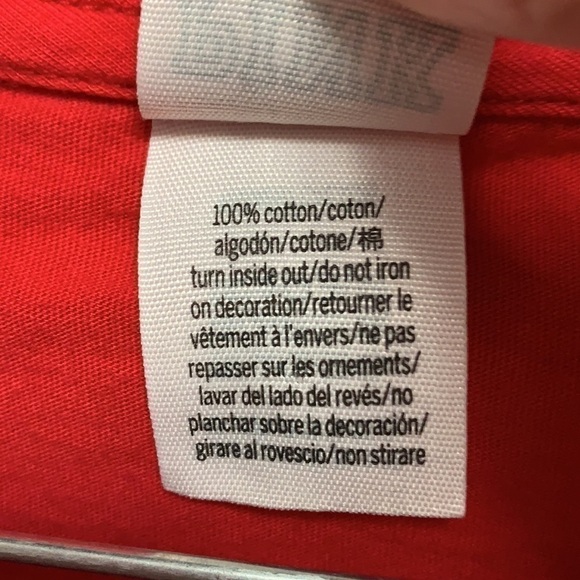 100% cotton/coton/
algodón/cotone/棉
turn inside out/do not iron
on decoration/retourner le
vêtement à l'envers/ne pas
repasser sur les ornements/
lavar del lado del revés/no
planchar sobre la decoración/
girare al rovescio/non stirare